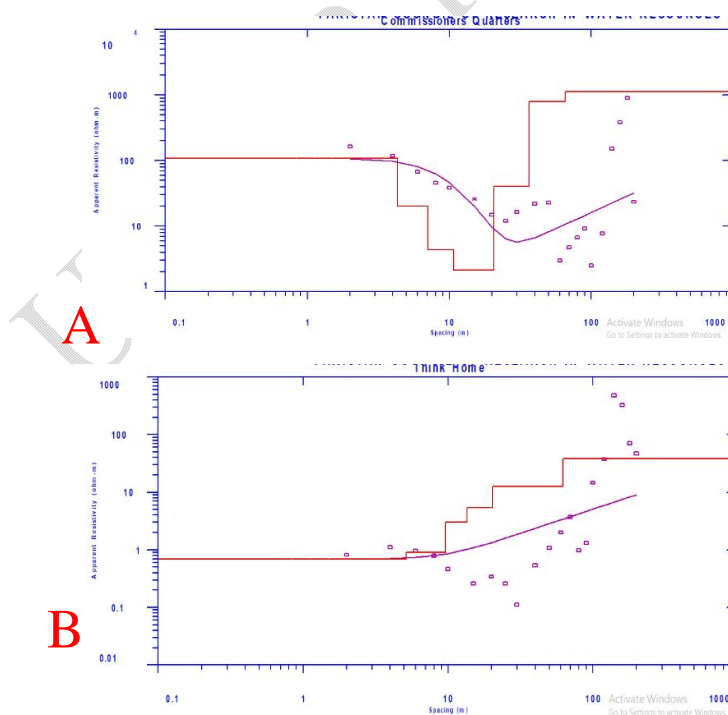 Commissioners Quarters
10 4
1000
100
10
1
Apparent Resistivity (ohm-m)
0.1 1 10 100 1000
Spacing (m)
Activate Windows
Go to Settings to activate Windows.
A
Think Home
1000
100
10
1
0.1
0.01
Apparent Resistivity (ohm-m)
0.1 1 10 100 1000
Spacing (m)
Activate Windows
Go to Settings to activate Windows.
B